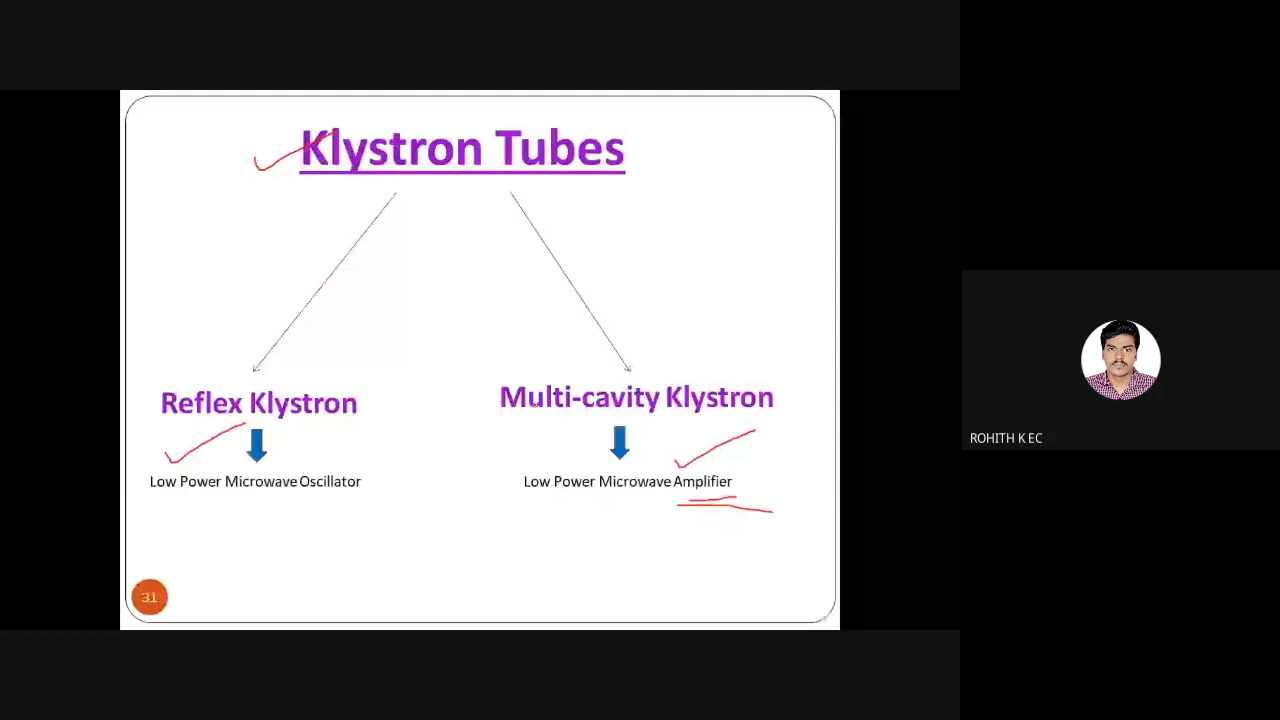 Klystron Tubes
Reflex Klystron
Multi-cavity Klystron
Low Power Microwave Oscillator
Low Power Microwave Amplifier
31
ROHITH K EC